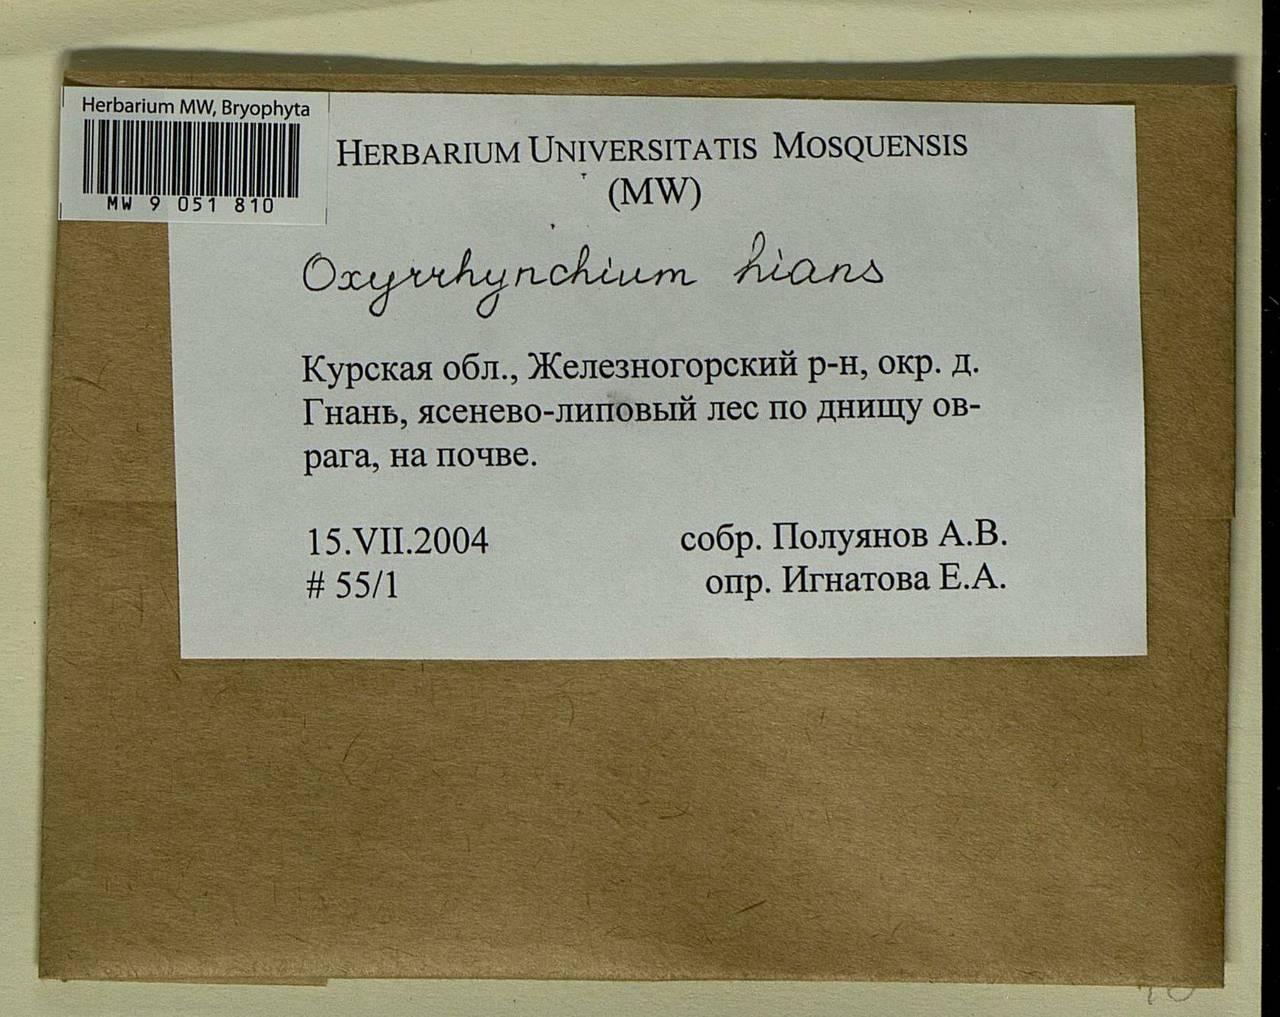 Herbarium MW, Bryophyta
MW 9 051 810
HERBARIUM UNIVERSITATIS MOSQUENSIS
(MW)
Oxyrrhynchium hians
Курская обл., Железногорский р-н, окр. д.
Гнань, ясенево-липовый лес по днищу ов-
рага, на почве.
15.VII.2004 собр. Полуянов А.В.
# 55/1 опр. Игнатова Е.А.